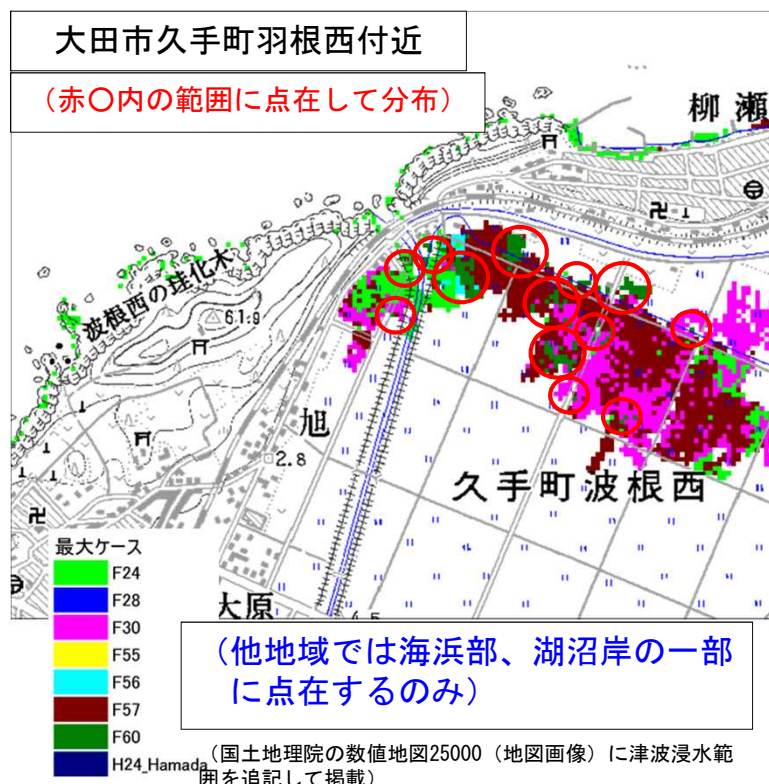 大田市久手町羽根西付近
（赤〇内の範囲に点在して分布）
柳瀬
波根西の珪化木
61.9
旭
2.8
久手町波根西
大原
4.5
最大ケース
F24
F28
F30
F55
F56
F57
F60
H24_Hamada
（他地域では海浜部、湖沼岸の一部
に点在するのみ）
（国土地理院の数値地図25000（地図画像）に津波浸水範
囲を追記して掲載）